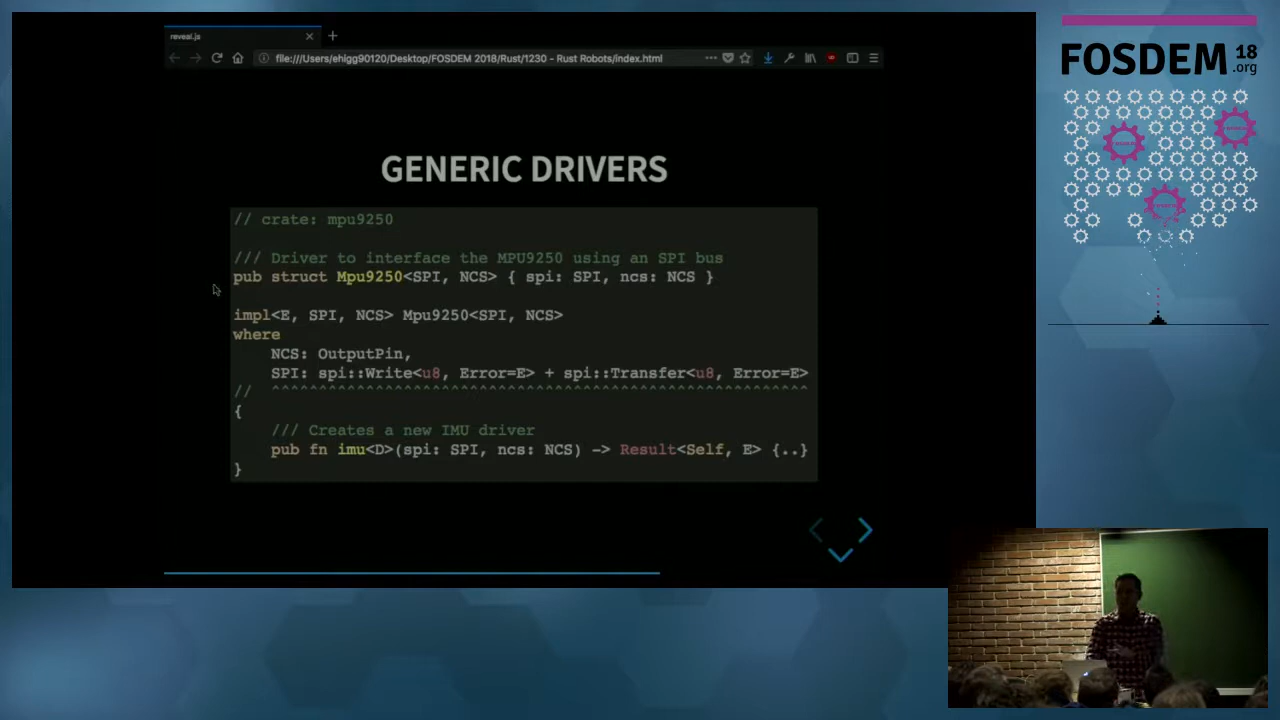 reveal.js
file:///Users/ehigg90120/Desktop/FOSDEM 2018/Rust/1230 - Rust Robots/index.html
FOSDEM 18
.org
GENERIC DRIVERS
// crate: mpu9250
/// Driver to interface the MPU9250 using an SPI bus
pub struct Mpu9250<SPI, NCS> { spi: SPI, ncs: NCS }
impl<E, SPI, NCS> Mpu9250<SPI, NCS>
where
NCS: OutputPin,
SPI: spi::Write<u8, Error=E> + spi::Transfer<u8, Error=E>
// ^^^^^^^^^^^^^^^^^^^^^^^^^^^^^^^^^^^^^^^^^^^^^^^^^^^^^^^^^
{
/// Creates a new IMU driver
pub fn imu<D>(spi: SPI, ncs: NCS) -> Result<Self, E> {..}
}